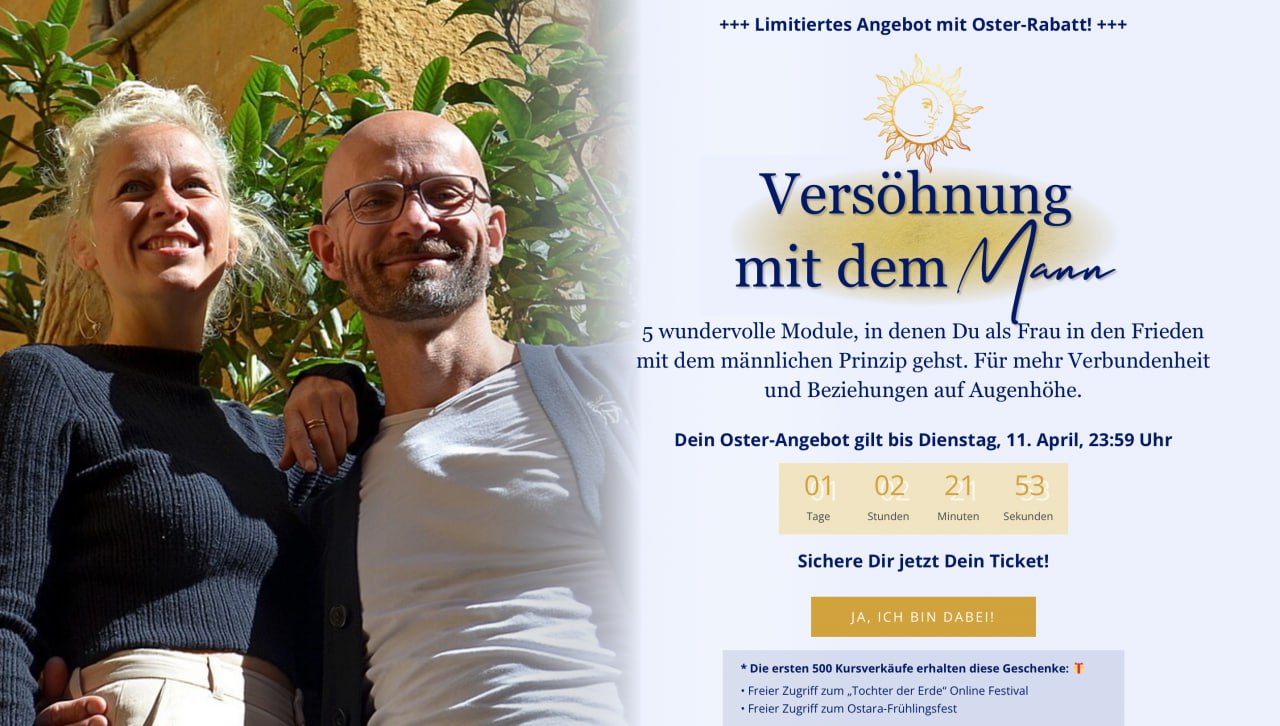 +++ Limitiertes Angebot mit Oster-Rabatt! +++
Versöhnung
mit dem Mann
5 wundervolle Module, in denen Du als Frau in den Frieden
mit dem männlichen Prinzip gehst. Für mehr Verbundenheit
und Beziehungen auf Augenhöhe.
Dein Oster-Angebot gilt bis Dienstag, 11. April, 23:59 Uhr
01 02 21 53
Tage Stunden Minuten Sekunden
Sichere Dir jetzt Dein Ticket!
JA, ICH BIN DABEI!
* Die ersten 500 Kursverkäufe erhalten diese Geschenke:
• Freier Zugriff zum „Tochter der Erde“ Online Festival
• Freier Zugriff zum Ostara-Frühlingsfest